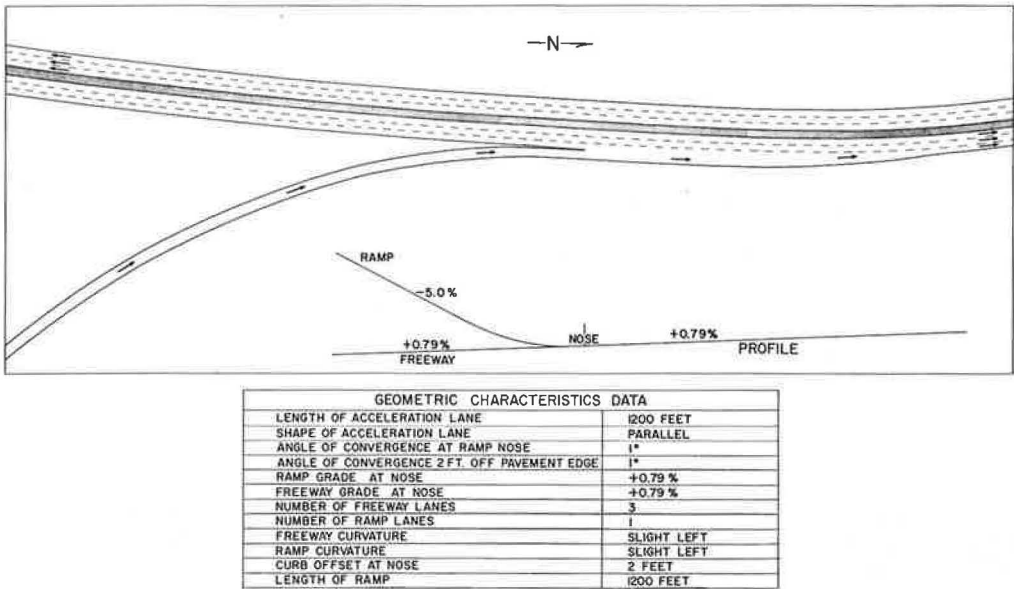 N
RAMP
-5.0%
+0.79%
FREEWAY
NOSE
+0.79%
PROFILE
GEOMETRIC CHARACTERISTICS DATA
LENGTH OF ACCELERATION LANE 1200 FEET
SHAPE OF ACCELERATION LANE PARALLEL
ANGLE OF CONVERGENCE AT RAMP NOSE 1°
ANGLE OF CONVERGENCE 2 FT. OFF PAVEMENT EDGE 1°
RAMP GRADE AT NOSE +0.79%
FREEWAY GRADE AT NOSE +0.79%
NUMBER OF FREEWAY LANES 3
NUMBER OF RAMP LANES 1
FREEWAY CURVATURE SLIGHT LEFT
RAMP CURVATURE SLIGHT LEFT
CURB OFFSET AT NOSE 2 FEET
LENGTH OF RAMP 1200 FEET